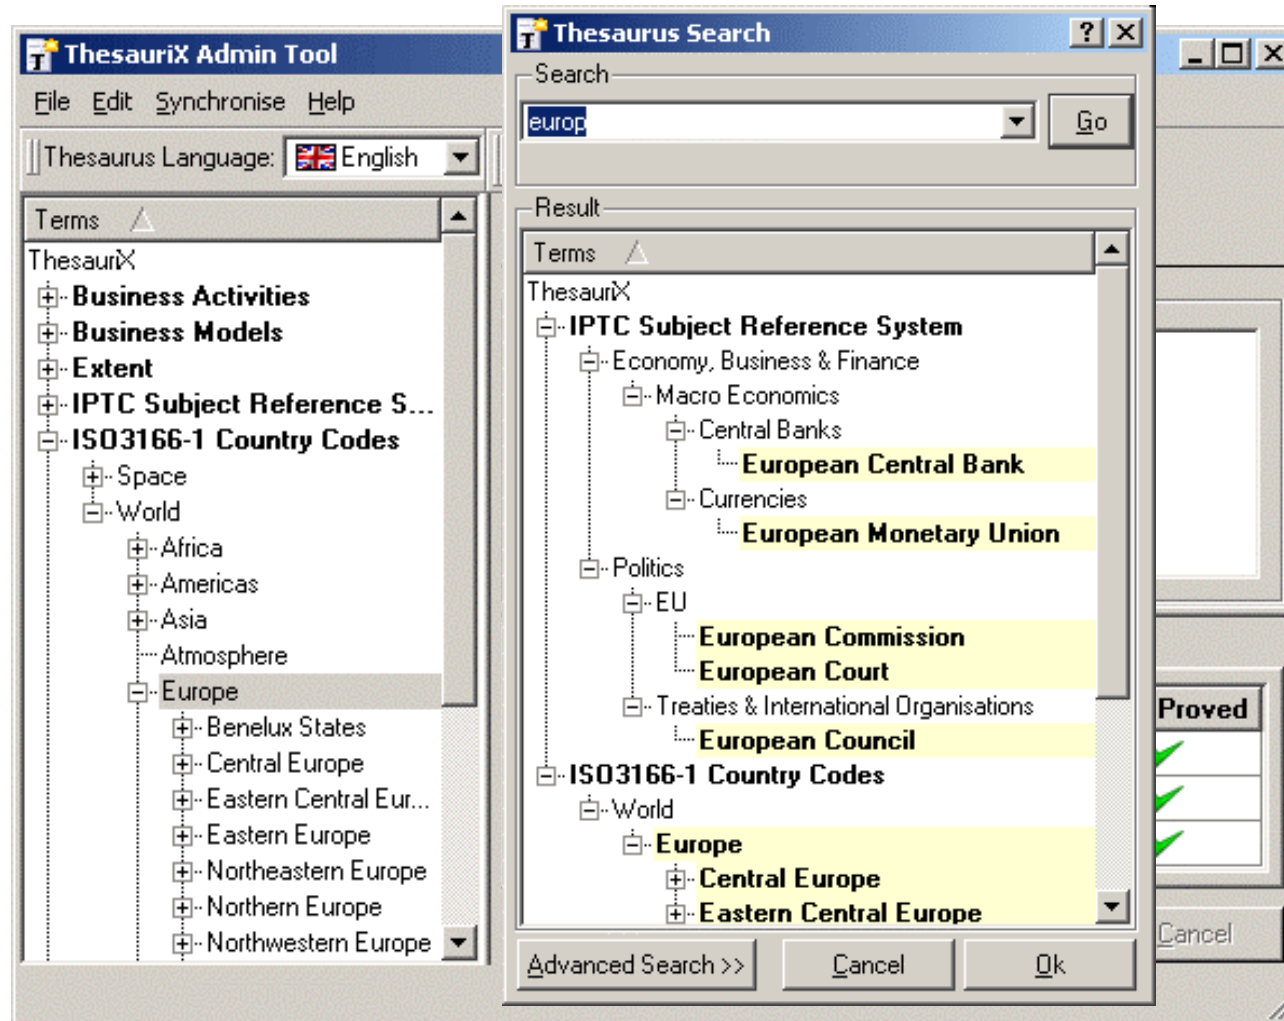 ThesauriX Admin Tool
File Edit Synchronise Help
Thesaurus Language: English
Terms
ThesauriX
Business Activities
Business Models
Extent
IPTC Subject Reference S...
ISO3166-1 Country Codes
Space
World
Africa
Americas
Asia
Atmosphere
Europe
Benelux States
Central Europe
Eastern Central Eur...
Eastern Europe
Northeastern Europe
Northern Europe
Northwestern Europe
Thesaurus Search
Search
europ
Go
Result
Terms
ThesauriX
IPTC Subject Reference System
Economy, Business & Finance
Macro Economics
Central Banks
European Central Bank
Currencies
European Monetary Union
Politics
EU
European Commission
European Court
Treaties & International Organisations
European Council
ISO3166-1 Country Codes
World
Europe
Central Europe
Eastern Central Europe
Advanced Search >> Cancel Ok
Proved
Cancel